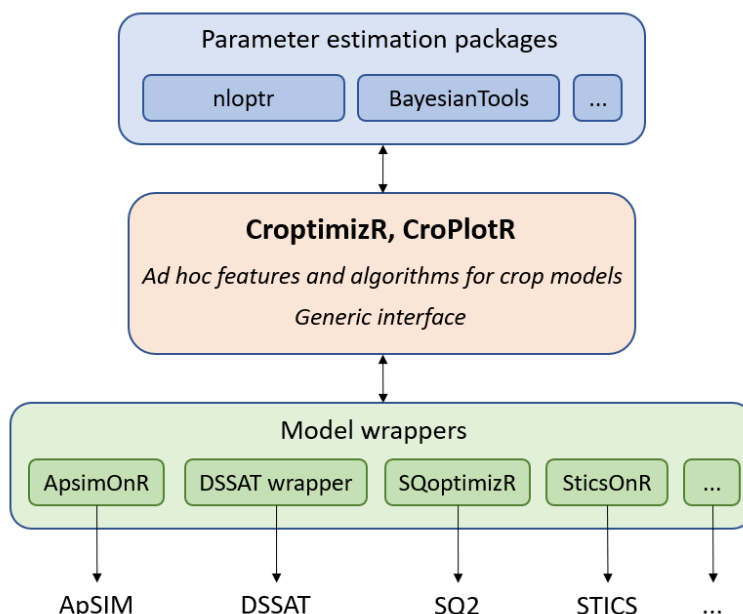 Parameter estimation packages
nloptr BayesianTools ...
CroptimizR, CroPlotR
Ad hoc features and algorithms for crop models
Generic interface
Model wrappers
ApsimOnR DSSAT wrapper SQoptimizR SticsOnR ...
ApSIM DSSAT SQ2 STICS ...